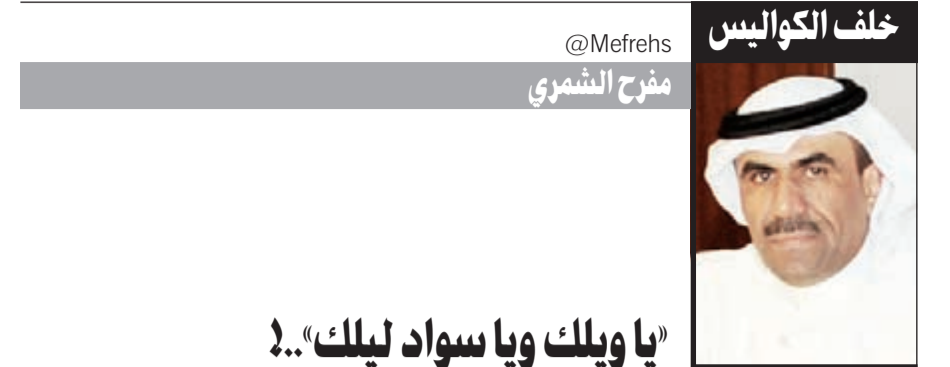 خلف الكواليس
@Mefrehs
مفرح الشمري
«يا ويلك ويا سواد ليلك»..!